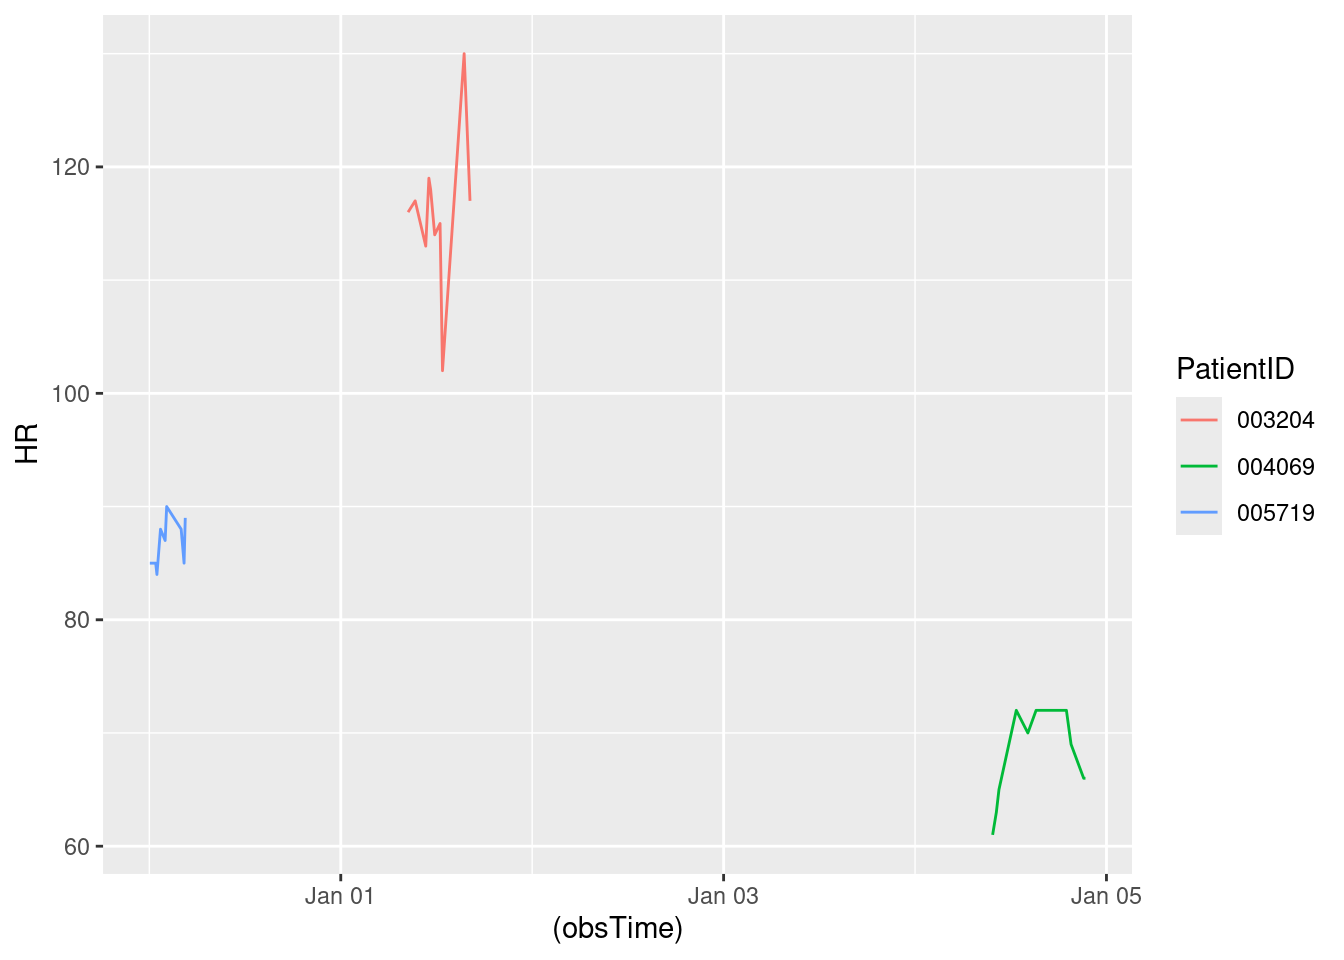 120
100
80
60
HR
Jan 01
Jan 03
Jan 05
(obsTime)
PatientID
003204
004069
005719